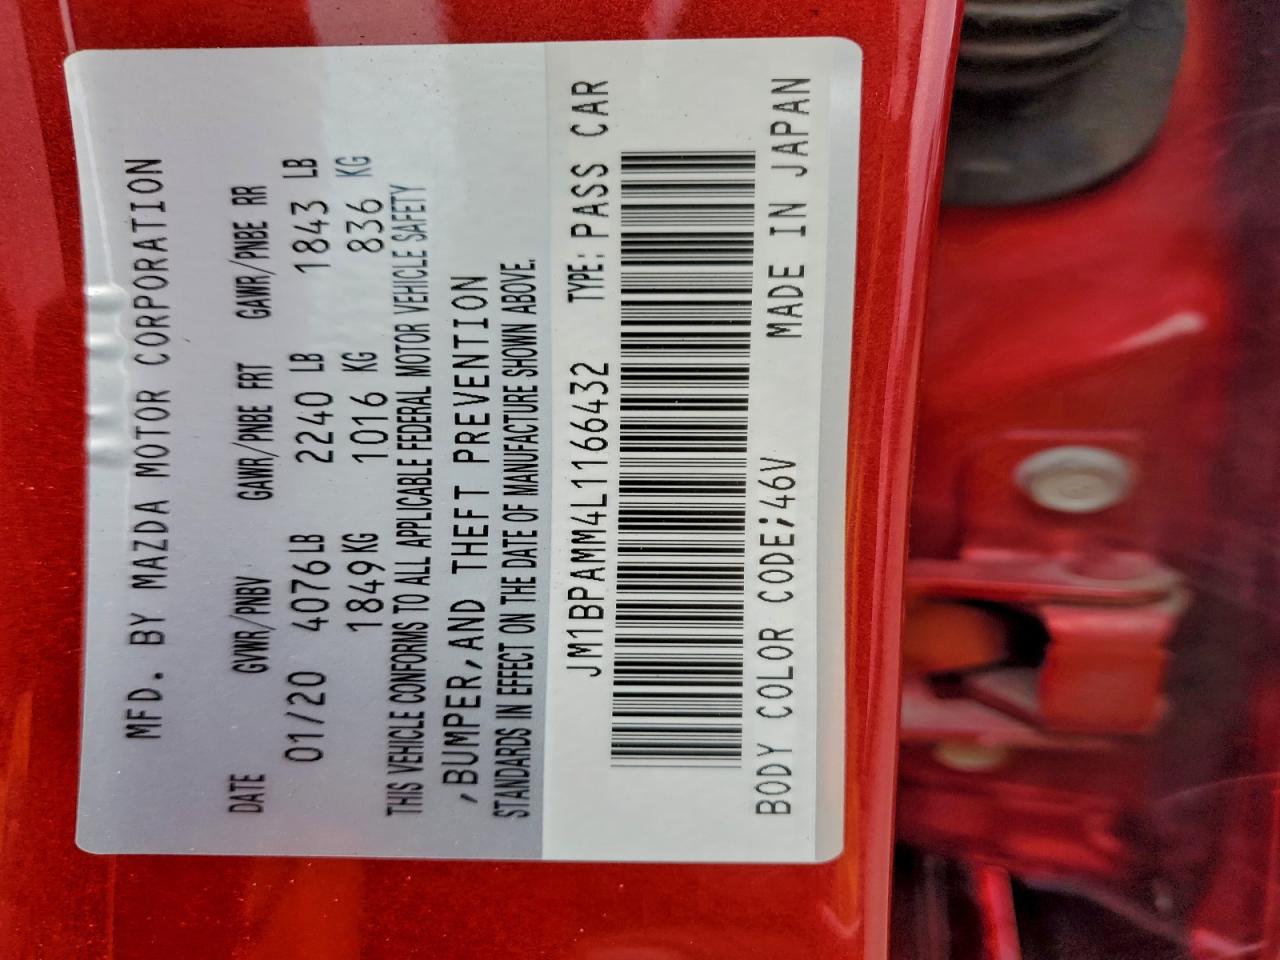 MFD. BY MAZDA MOTOR CORPORATION
DATE GVWR/PNBV GAWR/PNBE FRT GAWR/PNBE RR
01/20 4076LB 2240 LB 1843 LB
1849KG 1016 KG 836 KG
THIS VEHICLE CONFORMS TO ALL APPLICABLE FEDERAL MOTOR VEHICLE SAFETY
,BUMPER,AND THEFT PREVENTION
STANDARDS IN EFFECT ON THE DATE OF MANUFACTURE SHOWN ABOVE.
JM1BPAMM4L1166432 TYPE: PASS CAR
BODY COLOR CODE;46V MADE IN JAPAN